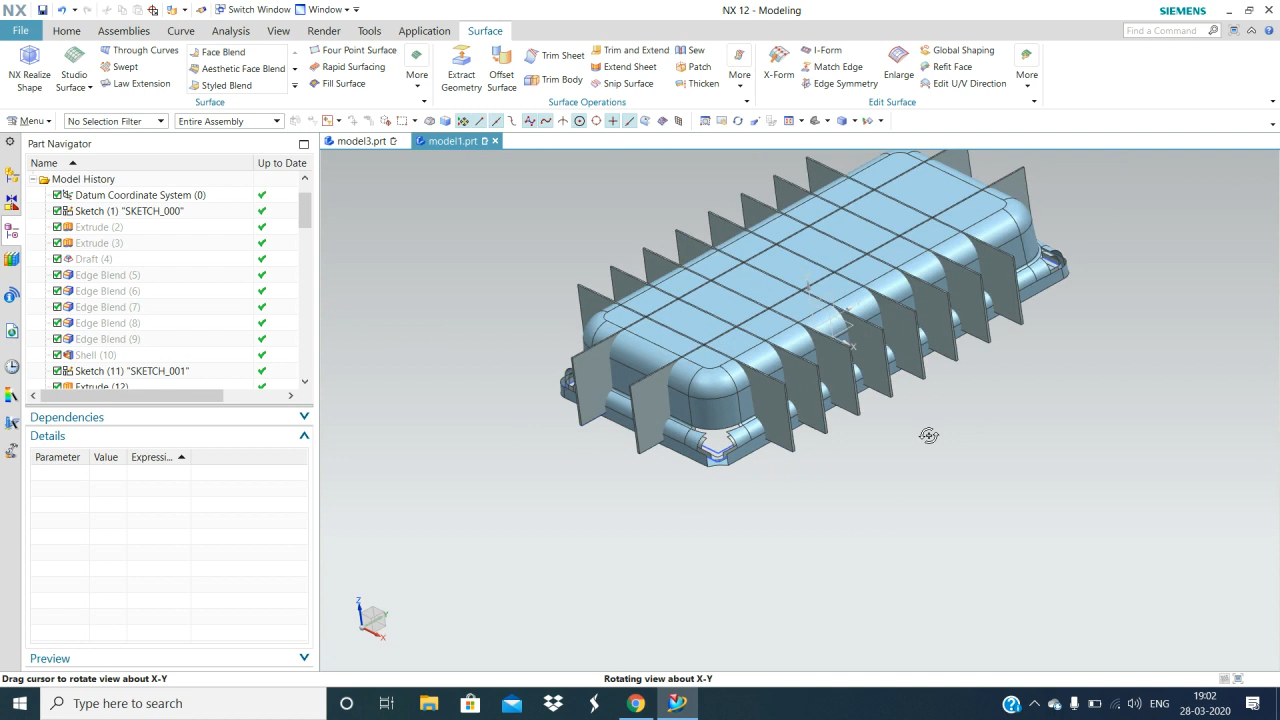 NX
Switch Window
Window
NX 12 - Modeling
SIEMENS
File
Home
Assemblies
Curve
Analysis
View
Render
Tools
Application
Surface
Find a Command
NX Realize Shape
Studio Surface
Through Curves
Swept
Law Extension
Face Blend
Aesthetic Face Blend
Styled Blend
Four Point Surface
Rapid Surfacing
Fill Surface
More
Extract Geometry
Offset Surface
Trim Sheet
Trim Body
Trim and Extend
Extend Sheet
Snip Surface
Sew
Patch
Thicken
More
X-Form
I-Form
Match Edge
Edge Symmetry
Enlarge
Global Shaping
Refit Face
Edit U/V Direction
More
Surface
Surface Operations
Edit Surface
Menu
No Selection Filter
Entire Assembly
Part Navigator
model3.prt
model1.prt
Name
Up to Date
Model History
Datum Coordinate System (0)
Sketch (1) "SKETCH_000"
Extrude (2)
Extrude (3)
Draft (4)
Edge Blend (5)
Edge Blend (6)
Edge Blend (7)
Edge Blend (8)
Edge Blend (9)
Shell (10)
Sketch (11) "SKETCH_001"
Extrude (12)
Dependencies
Details
Parameter
Value
Expressi...
Preview
X
Z
Y
X
Drag cursor to rotate view about X-Y
Rotating view about X-Y
Type here to search
ENG
19:02
28-03-2020